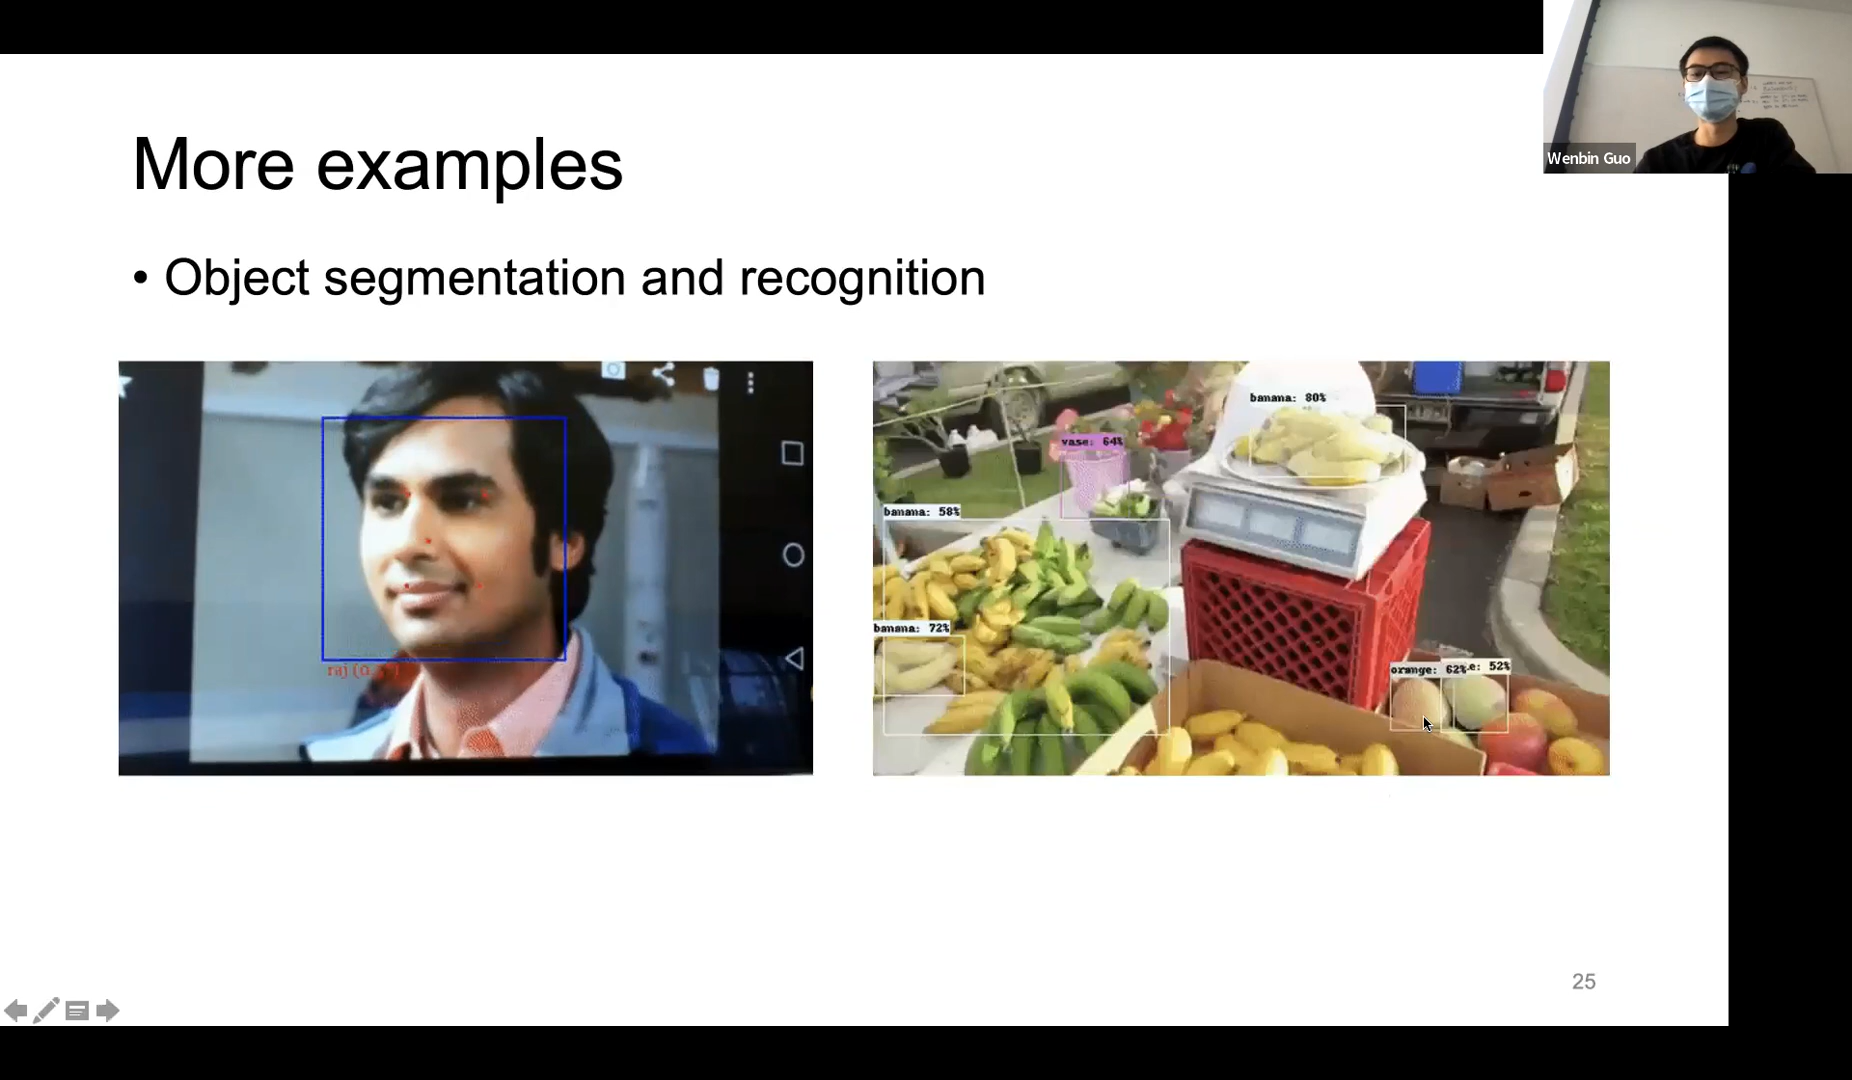 Wenbin Guo
More examples
• Object segmentation and recognition
raj
banana: 80%
vase: 64%
banana: 58%
banana: 72%
orange: 62%
e: 52%
25